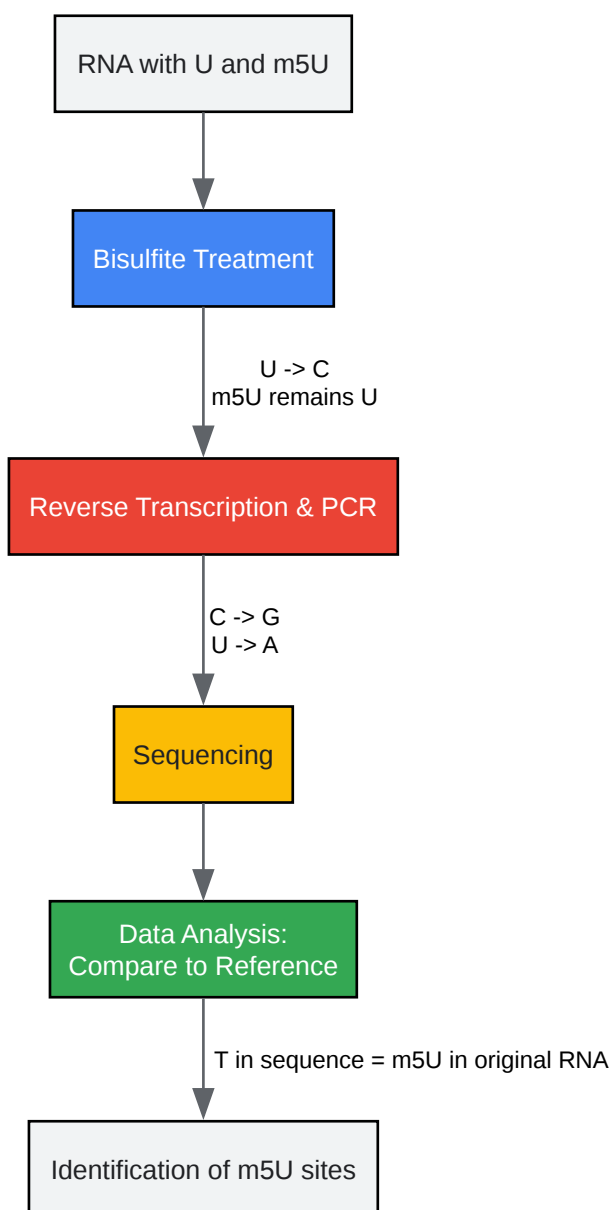 RNA with U and m5U
Bisulfite Treatment
U -> C
m5U remains U
Reverse Transcription & PCR
C -> G
U -> A
Sequencing
Data Analysis:
Compare to Reference
T in sequence = m5U in original RNA
Identification of m5U sites